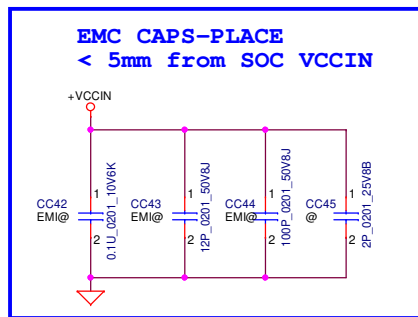 EMC CAPS-PLACE
< 5mm from SOC VCCIN
+VCCIN
CC42
EMI@
1
2
0.1U_0201_10V6K
CC43
EMI@
1
2
12P_0201_50V8J
CC44
EMI@
1
2
100P_0201_50V8J
CC45
@
1
2
2P_0201_25V8B